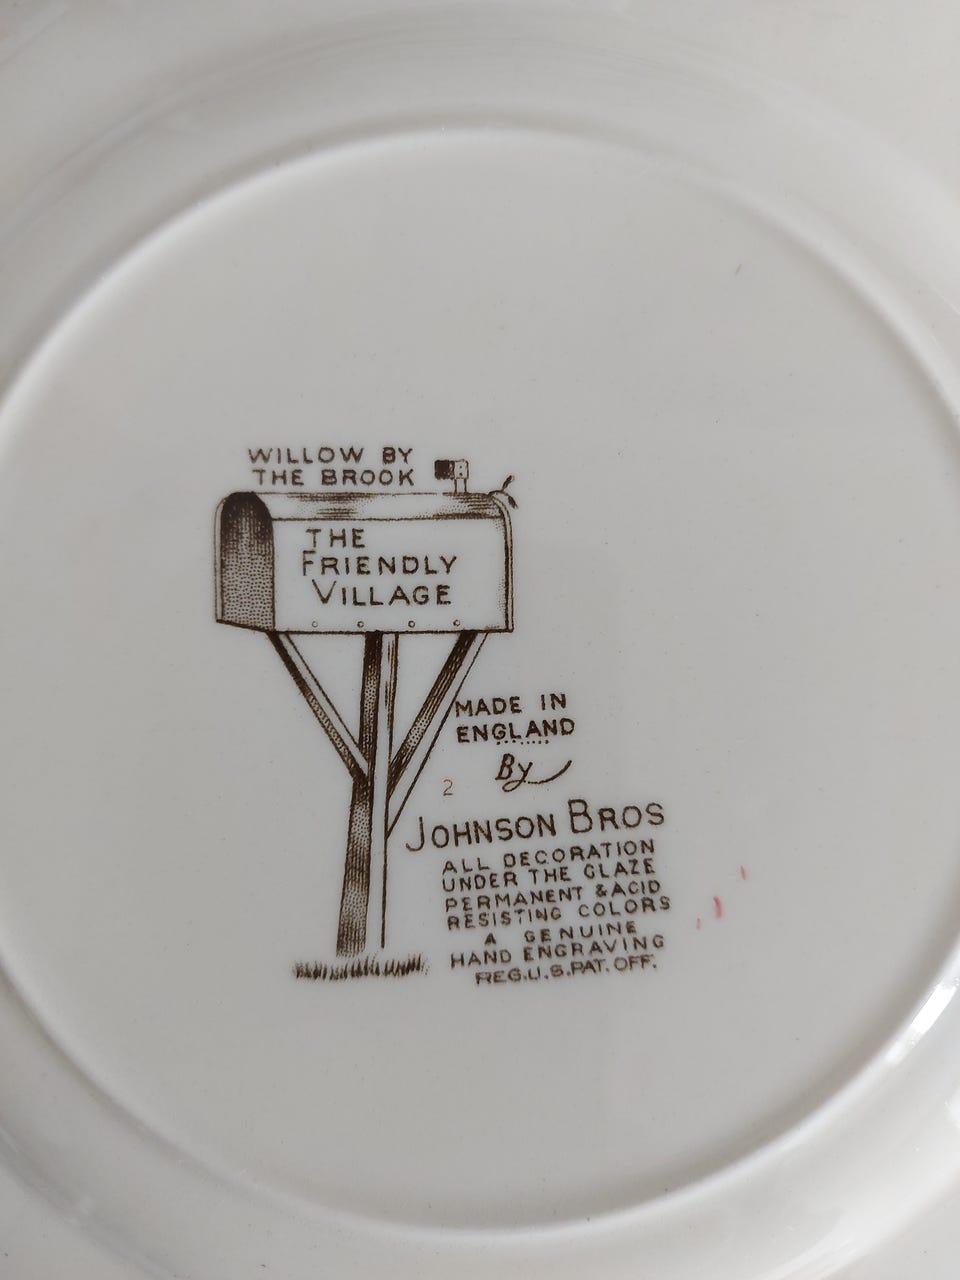 WILLOW BY
THE BROOK
THE
FRIENDLY
VILLAGE
MADE IN
ENGLAND
By
2
JOHNSON BROS
ALL DECORATION
UNDER THE GLAZE
PERMANENT & ACID
RESISTING COLORS
A GENUINE
HAND ENGRAVING
REG.U.S.PAT.OFF.